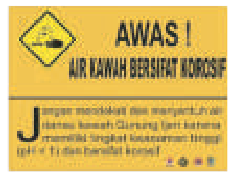 AWAS !
AIR KAWAH BERSIFAT KOROSIF
Jangan mendekati dan menyentuh air
danau kawah Gunung Ijen karena
memiliki tingkat keasaman tinggi
(pH < 1) dan bersifat korosif